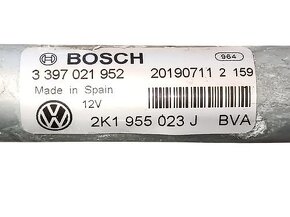 BOSCH 964
3 397 021 952 20190711 2 159
Made in Spain
12V
2K1 955 023 J BVA